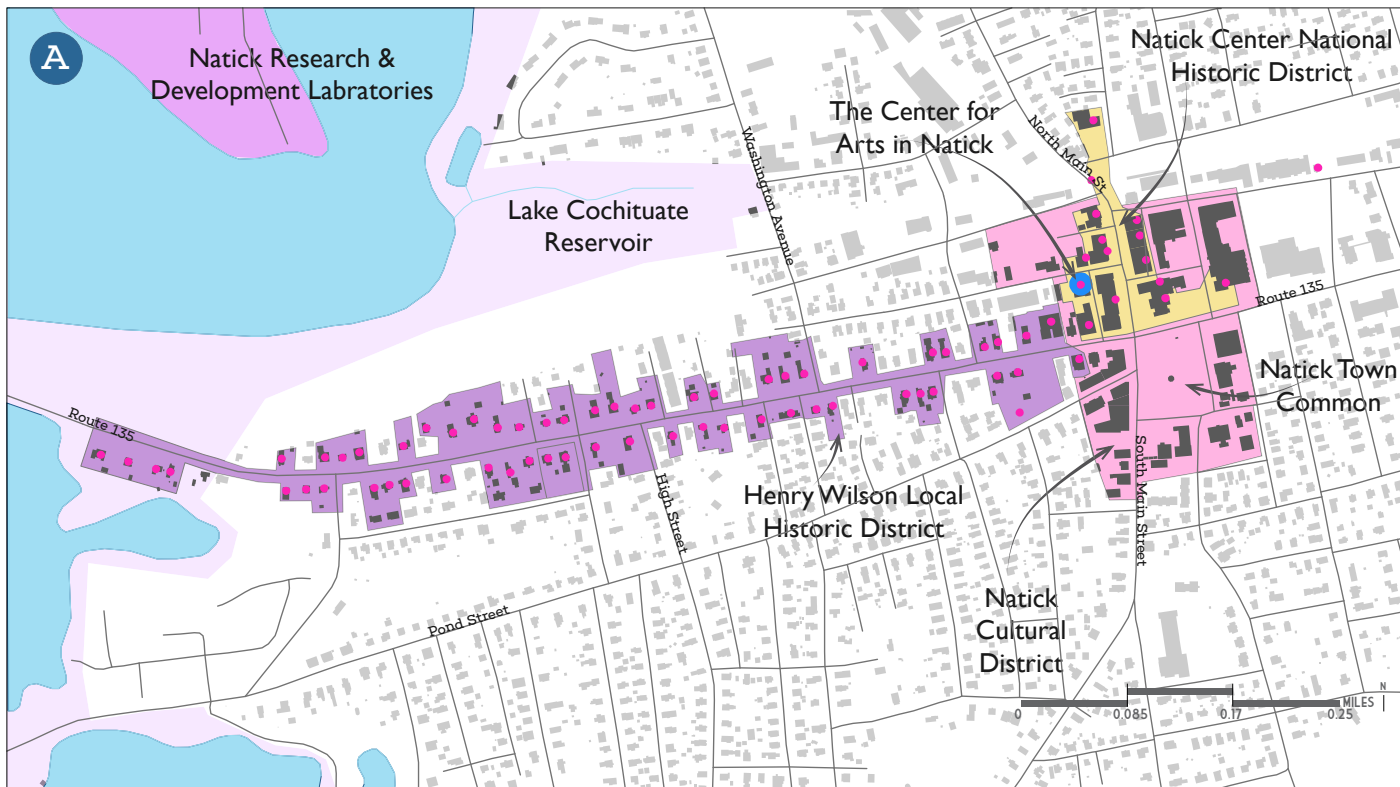 A
Natick Research &
Development Labratories
Natick Center National
Historic District
The Center for
Arts in Natick
North Main St
Washington Avenue
Lake Cochituate
Reservoir
Route 135
Natick Town
Common
Route 135
Henry Wilson Local
Historic District
High Street
South Main Street
Pond Street
Natick
Cultural
District
N
MILES
0
0.085
0.17
0.25